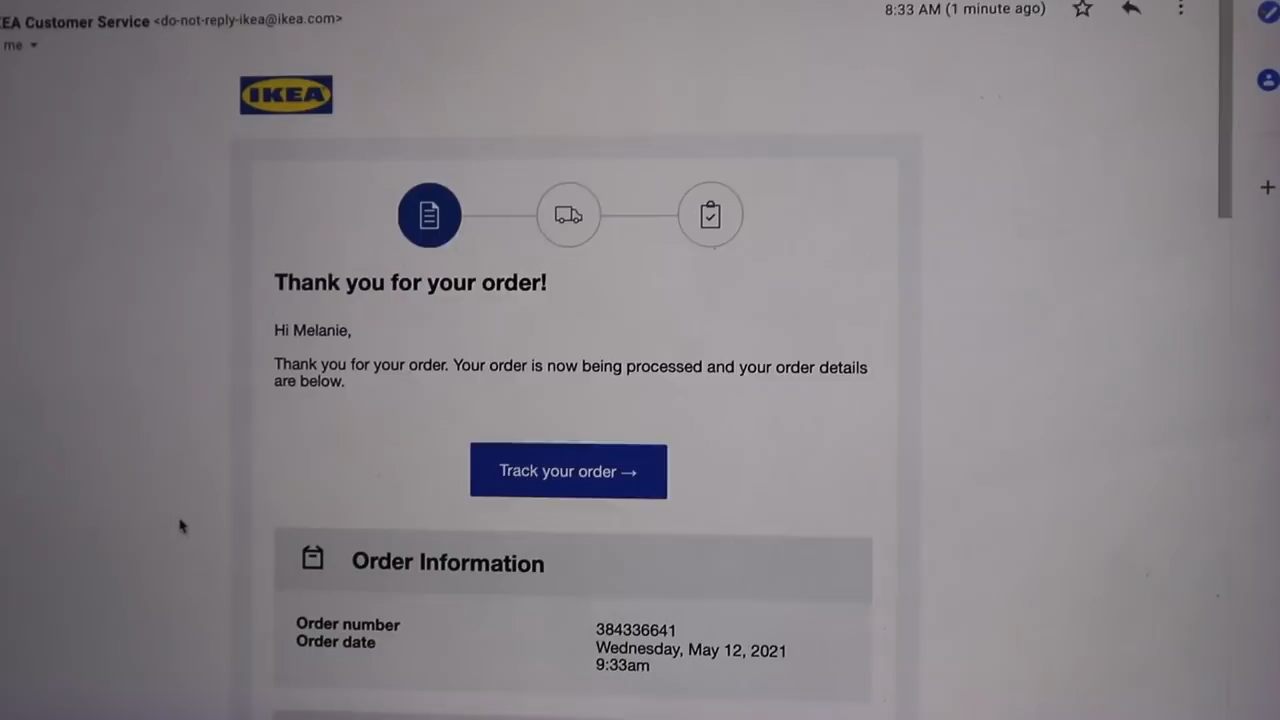 EA Customer Service <do-not-reply-ikea@ikea.com>
8:33 AM (1 minute ago)
me
IKEA
Thank you for your order!
Hi Melanie,
Thank you for your order. Your order is now being processed and your order details
are below.
Track your order →
Order Information
Order number
384336641
Order date
Wednesday, May 12, 2021
9:33am